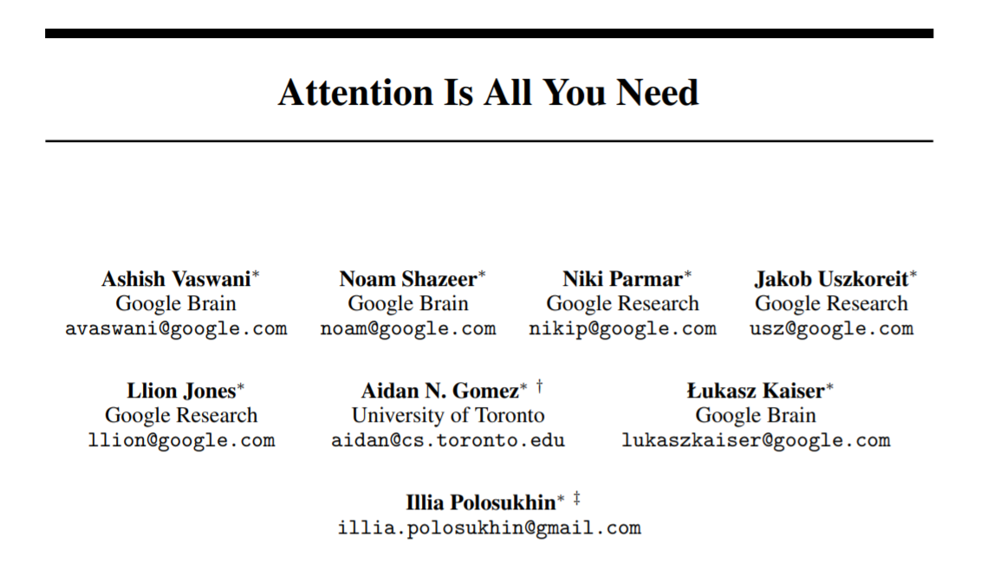 Attention Is All You Need
Ashish Vaswani* Noam Shazeer* Niki Parmar* Jakob Uszkoreit*
Google Brain Google Brain Google Research Google Research
avaswani@google.com noam@google.com nikip@google.com usz@google.com
Llion Jones* Aidan N. Gomez* † Łukasz Kaiser*
Google Research University of Toronto Google Brain
llion@google.com aidan@cs.toronto.edu lukaszkaiser@google.com
Illia Polosukhin* ‡
illia.polosukhin@gmail.com